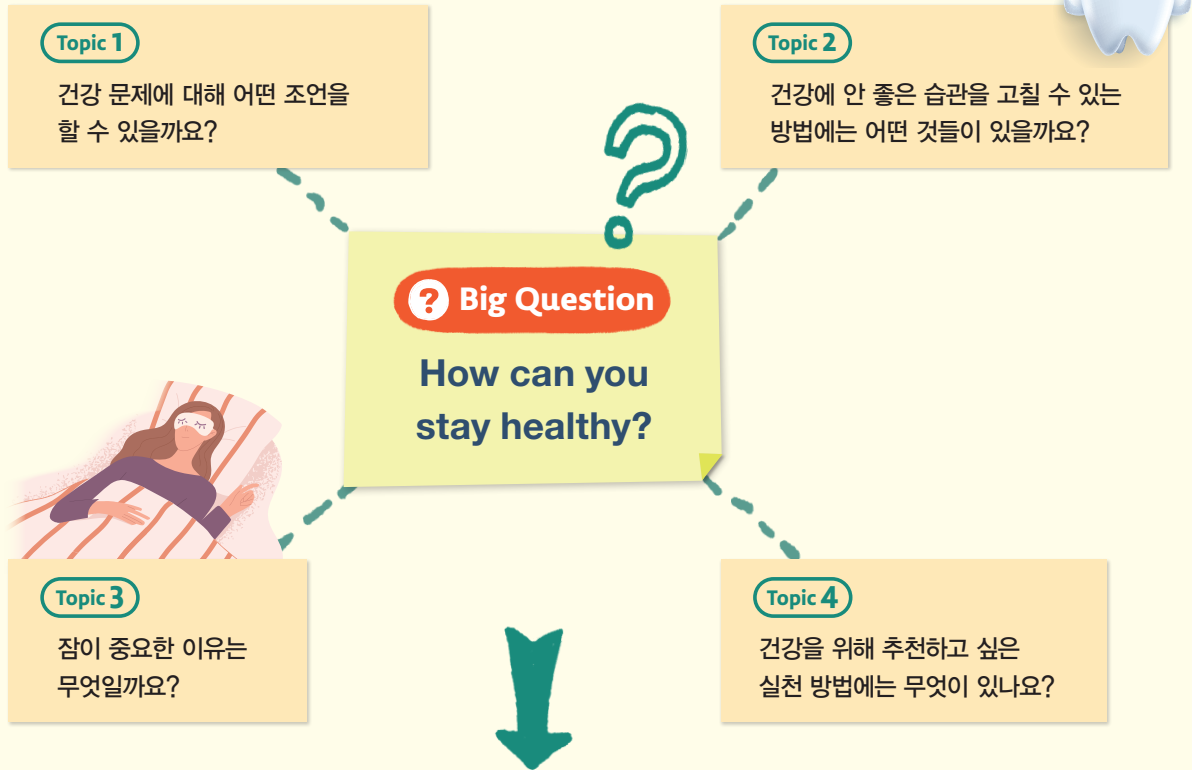 Topic 1
건강 문제에 대해 어떤 조언을
할 수 있을까요?
Topic 2
건강에 안 좋은 습관을 고칠 수 있는
방법에는 어떤 것들이 있을까요?
? Big Question
How can you
stay healthy?
Topic 3
잠이 중요한 이유는
무엇일까요?
Topic 4
건강을 위해 추천하고 싶은
실천 방법에는 무엇이 있나요?